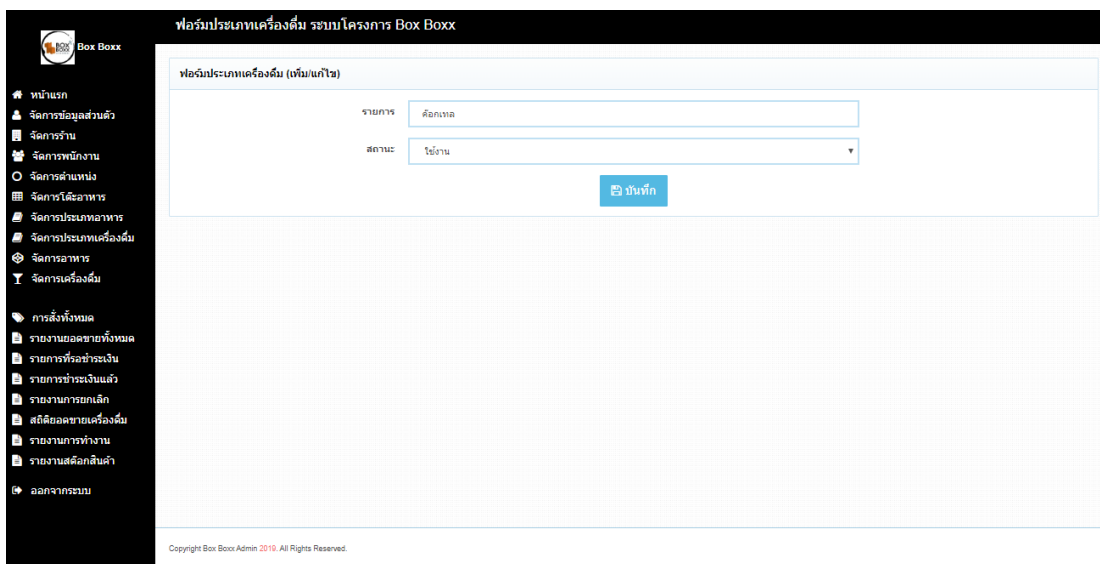 ฟอร์มประเภทเครื่องดื่ม ระบบโครงการ Box Boxx
BOX BOXX
Box Boxx
หน้าแรก
จัดการข้อมูลส่วนตัว
จัดการร้าน
จัดการพนักงาน
จัดการตำแหน่ง
จัดการโต๊ะอาหาร
จัดการประเภทอาหาร
จัดการประเภทเครื่องดื่ม
จัดการอาหาร
จัดการเครื่องดื่ม
การสั่งทั้งหมด
รายงานยอดขายทั้งหมด
รายการที่รอชำระเงิน
รายการชำระเงินแล้ว
รายงานการยกเลิก
สถิติยอดขายเครื่องดื่ม
รายงานการทำงาน
รายงานสต๊อกสินค้า
ออกจากระบบ
ฟอร์มประเภทเครื่องดื่ม (เพิ่ม/แก้ไข)
รายการ ค๊อกเทล
สถานะ ใช้งาน
บันทึก
Copyright Box Boxx Admin 2019. All Rights Reserved.